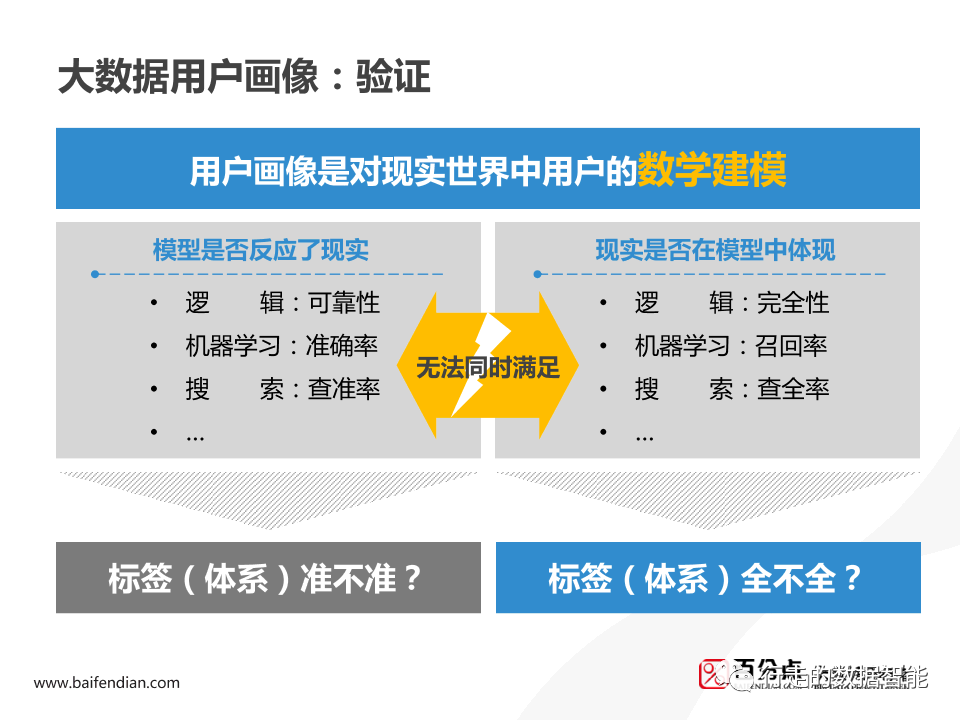 大数据用户画像：验证
用户画像是对现实世界中用户的数学建模
模型是否反应了现实
• 逻 辑：可靠性
• 机器学习：准确率
• 搜 索：查准率
• ...
无法同时满足
现实是否在模型中体现
• 逻 辑：完全性
• 机器学习：召回率
• 搜 索：查全率
• ...
标签（体系）准不准？
标签（体系）全不全？
www.baifendian.com
百分点
行走的数据智能